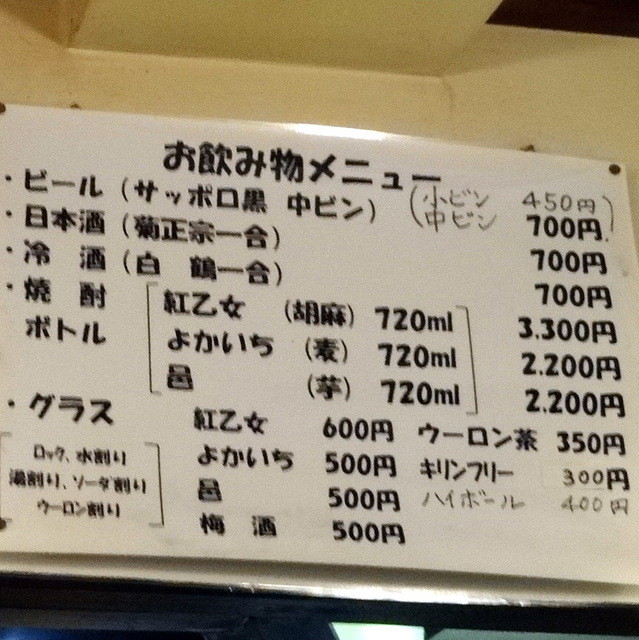 お飲み物メニュー
・ビール（サッポロ黒 中ビン）（小ビン 450円）
中ビン 700円
・日本酒（菊正宗一合） 700円
・冷 酒（白 鶴一合） 700円
・焼 酎 紅乙女 （胡麻） 720ml 3.300円
ボトル よかいち （麦） 720ml 2.200円
邑 （芋） 720ml 2.200円
・グラス 紅乙女 600円 ウーロン茶 350円
ロック、水割り よかいち 500円 キリンフリー 300円
湯割り、ソーダ割り 邑 500円 ハイボール 400円
ウーロン割り 梅 酒 500円